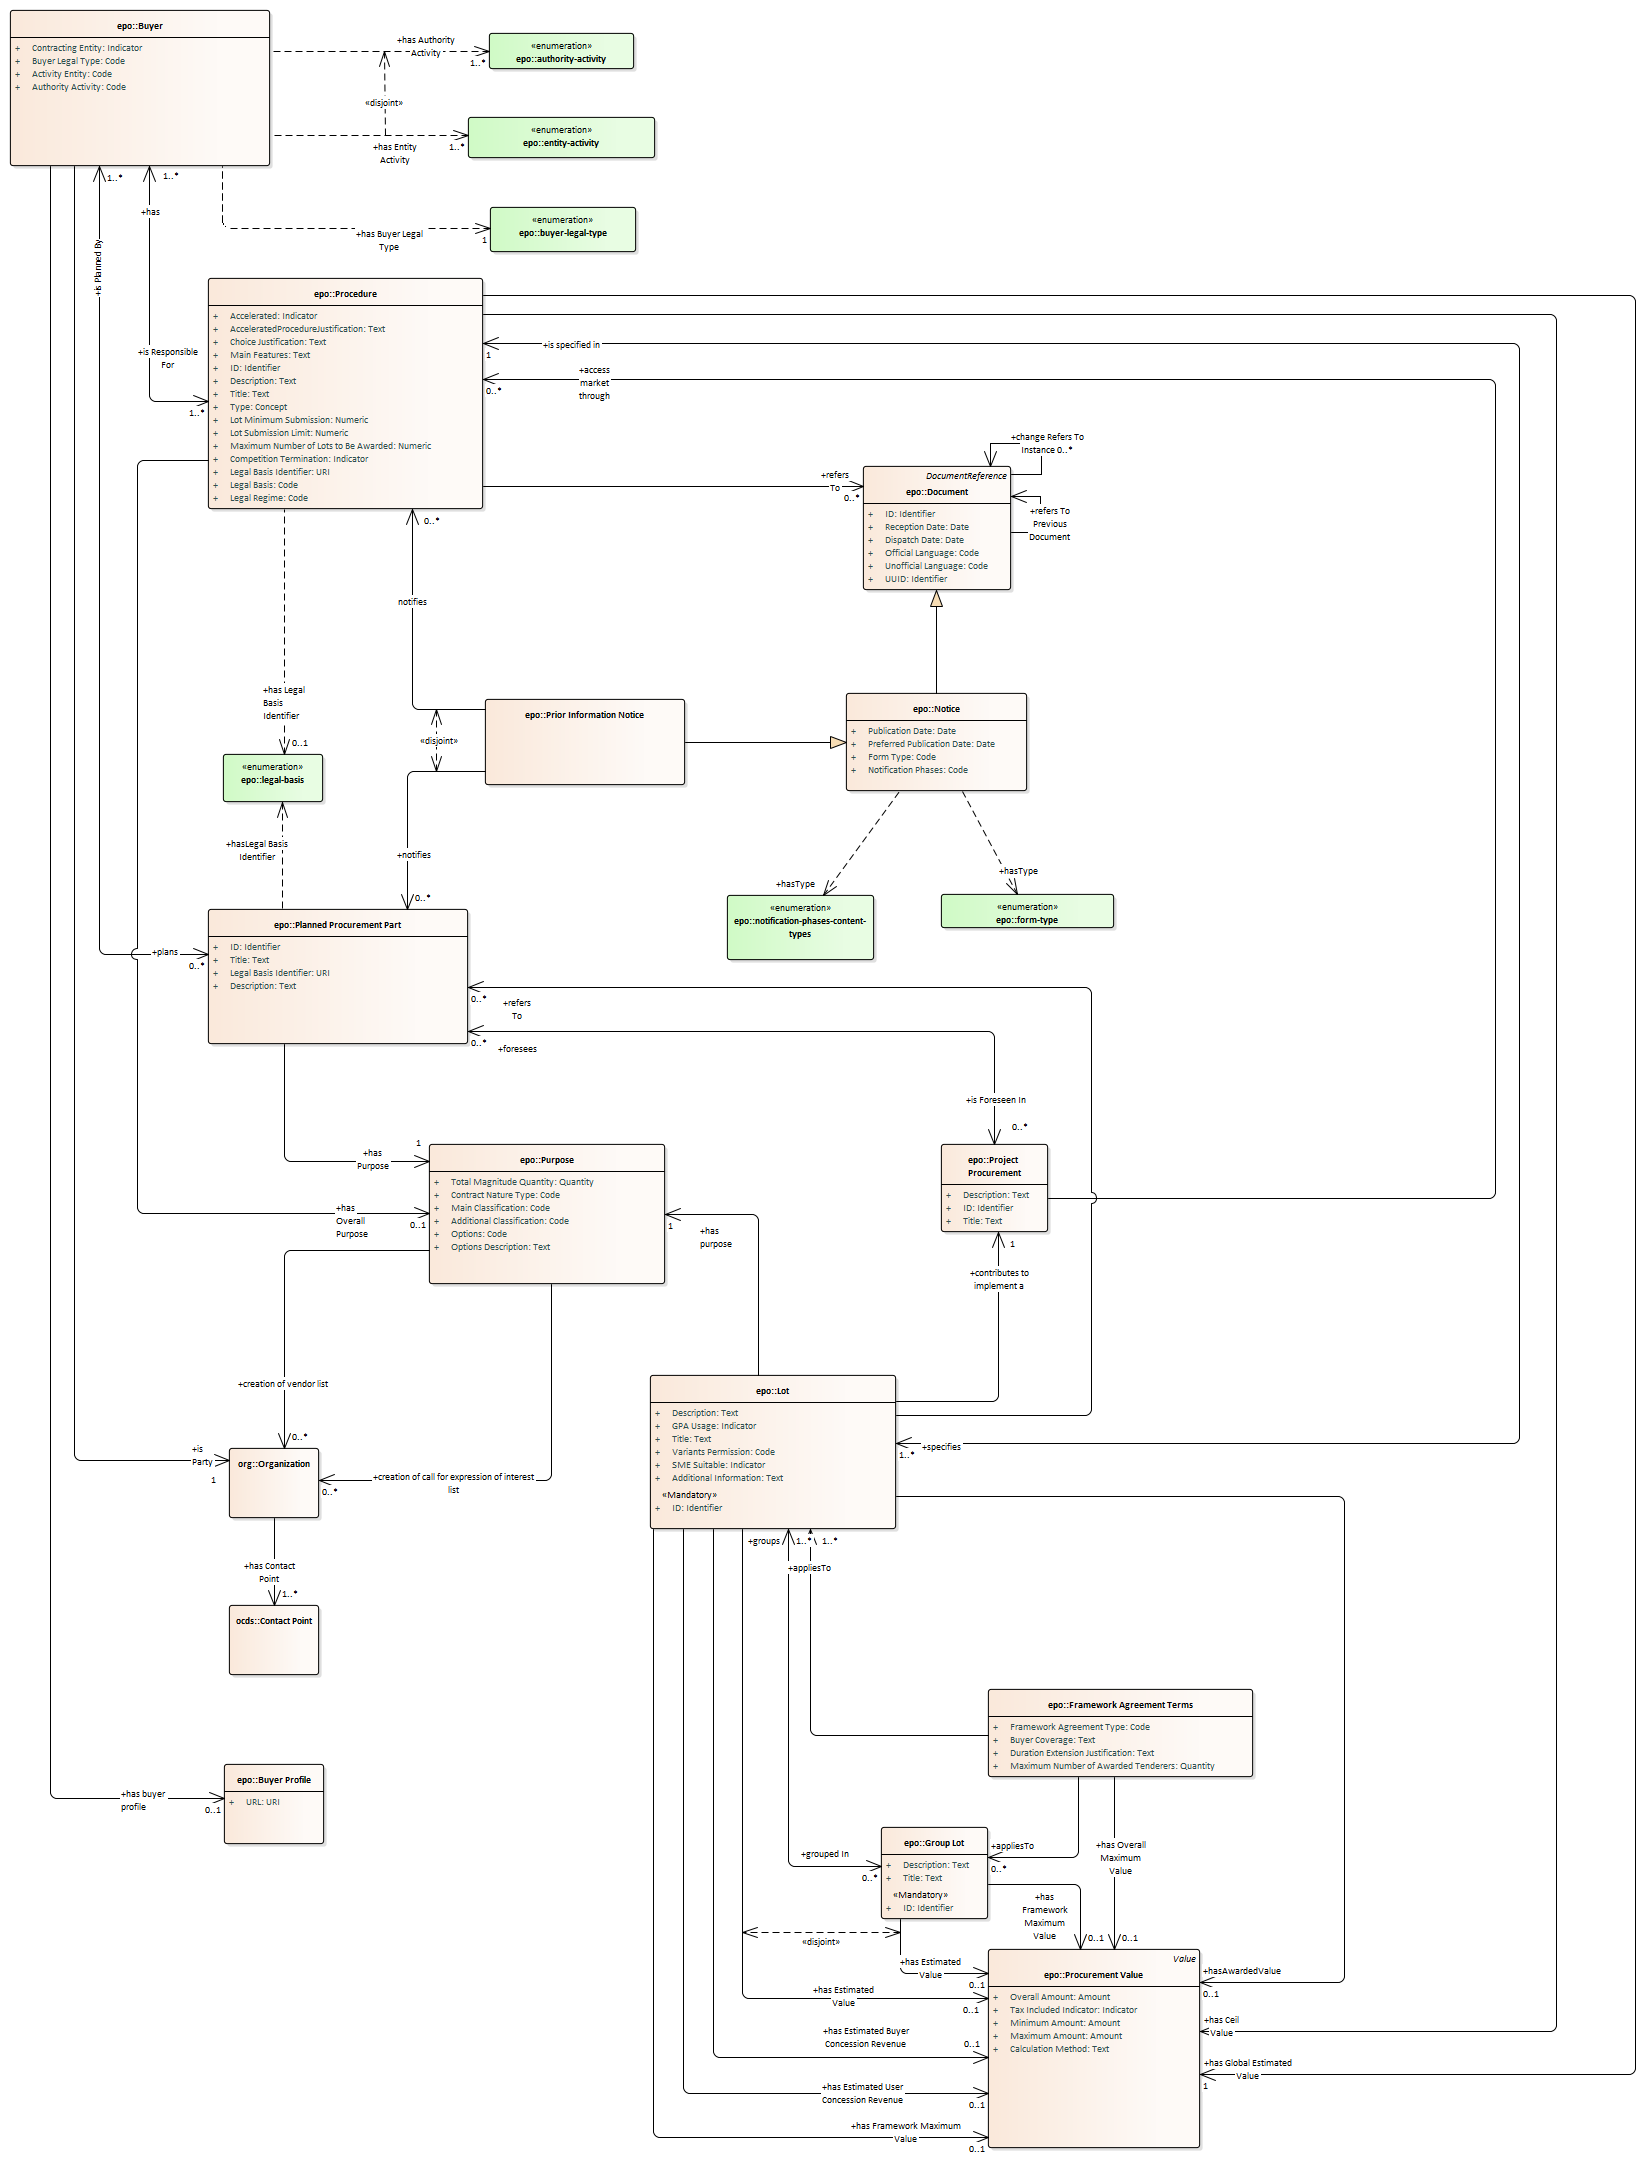 epo::Buyer
+ Contracting Entity: Indicator
+ Buyer Legal Type: Code
+ Activity Entity: Code
+ Authority Activity: Code
+has Authority
Activity
1..*
«enumeration»
epo::authority-activity
«disjoint»
+has Entity
Activity
1..*
«enumeration»
epo::entity-activity
+has Buyer Legal
Type
1
«enumeration»
epo::buyer-legal-type
1..*
1..*
+has
+is Planned By
+is Responsible
For
1..*
epo::Procedure
+ Accelerated: Indicator
+ AcceleratedProcedureJustification: Text
+ Choice Justification: Text
+ Main Features: Text
+ ID: Identifier
+ Description: Text
+ Title: Text
+ Type: Concept
+ Lot Minimum Submission: Numeric
+ Lot Submission Limit: Numeric
+ Maximum Number of Lots to Be Awarded: Numeric
+ Competition Termination: Indicator
+ Legal Basis Identifier: URI
+ Legal Basis: Code
+ Legal Regime: Code
+is specified in
1
+access
market
through
0..*
+refers
To
0..*
+change Refers To
Instance 0..*
DocumentReference
epo::Document
+ ID: Identifier
+ Reception Date: Date
+ Dispatch Date: Date
+ Official Language: Code
+ Unofficial Language: Code
+ UUID: Identifier
+refers To
Previous
Document
0..*
notifies
+has Legal
Basis
Identifier
0..1
«enumeration»
epo::legal-basis
+hasLegal Basis
Identifier
«disjoint»
epo::Prior Information Notice
epo::Notice
+ Publication Date: Date
+ Preferred Publication Date: Date
+ Form Type: Code
+ Notification Phases: Code
+notifies
0..*
+hasType
+hasType
«enumeration»
epo::notification-phases-content-
types
«enumeration»
epo::form-type
+plans
0..*
epo::Planned Procurement Part
+ ID: Identifier
+ Title: Text
+ Legal Basis Identifier: URI
+ Description: Text
0..*
+refers
To
0..*
+foresees
+is Foreseen In
0..*
+has
Purpose
1
+has
Overall
Purpose
0..1
epo::Purpose
+ Total Magnitude Quantity: Quantity
+ Contract Nature Type: Code
+ Main Classification: Code
+ Additional Classification: Code
+ Options: Code
+ Options Description: Text
1
+has
purpose
epo::Project
Procurement
+ Description: Text
+ ID: Identifier
+ Title: Text
1
+contributes to
implement a
+creation of vendor list
0..*
+is
Party
1
org::Organization
+creation of call for expression of interest
list
0..*
epo::Lot
+ Description: Text
+ GPA Usage: Indicator
+ Title: Text
+ Variants Permission: Code
+ SME Suitable: Indicator
+ Additional Information: Text
«Mandatory»
+ ID: Identifier
+specifies
1..*
+groups
1..*
1..*
+appliesTo
+has Contact
Point
1..*
ocds::Contact Point
epo::Framework Agreement Terms
+ Framework Agreement Type: Code
+ Buyer Coverage: Text
+ Duration Extension Justification: Text
+ Maximum Number of Awarded Tenderers: Quantity
+has buyer
profile
0..1
epo::Buyer Profile
+ URL: URI
+grouped In
0..*
epo::Group Lot
+ Description: Text
+ Title: Text
«Mandatory»
+ ID: Identifier
+appliesTo
0..*
+has Overall
Maximum
Value
0..1
+has
Framework
Maximum
Value
0..1
«disjoint»
+has Estimated
Value
0..1
+has Estimated
Value
0..1
+has Estimated Buyer
Concession Revenue
0..1
+has Estimated User
Concession Revenue
0..1
+has Framework Maximum
Value
0..1
Value
epo::Procurement Value
+ Overall Amount: Amount
+ Tax Included Indicator: Indicator
+ Minimum Amount: Amount
+ Maximum Amount: Amount
+ Calculation Method: Text
+hasAwardedValue
0..1
+has Ceil
Value
+has Global Estimated
Value
1